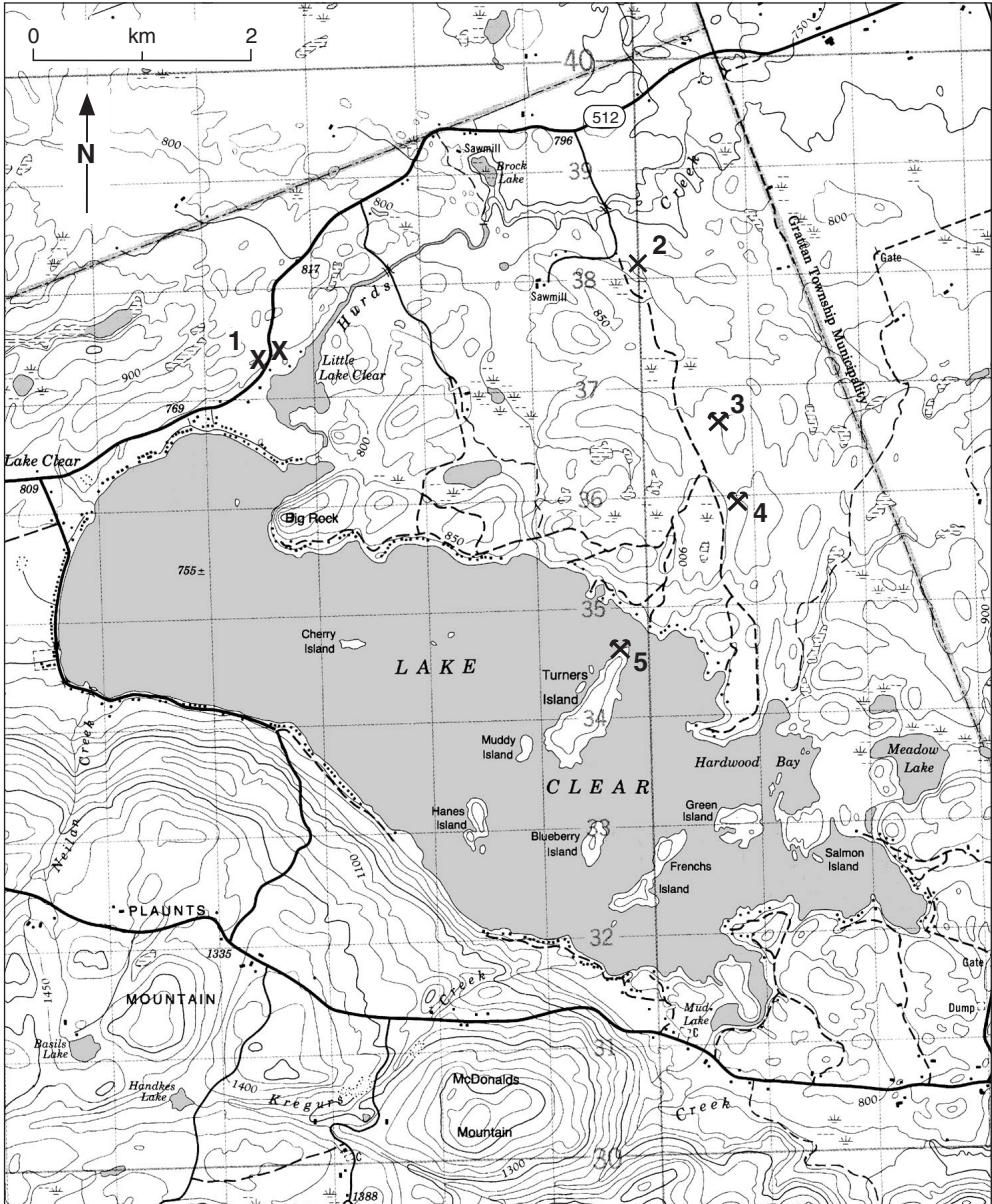 0 km 2
N
40
750
512
800
796
Sawmill
Brock
Lake
39
Creek
800
2
Grattan Township Municipality
800
Gate
817
38
Sawmill
Hurds
850
1
Little
Lake Clear
900
37
769
3
800
Lake Clear
809
36
4
Big Rock
850
900
755±
35
Cherry
Island
LAKE
5
Turners
Island
34
900
Muddy
Island
Hardwood Bay
Meadow
Lake
CLEAR
Neilan Creek
Hanes
Island
Green
Island
33
Blueberry
Island
Salmon
Island
Frenchs
Island
1100
PLAUNTS
32
1335
Gate
1450
MOUNTAIN
Creek
Mud
Lake
C
Dump
Basils
Lake
31
Handkes
Lake
1400
Kregurs
McDonalds
Mountain
Creek
800
C
1300
30
1388